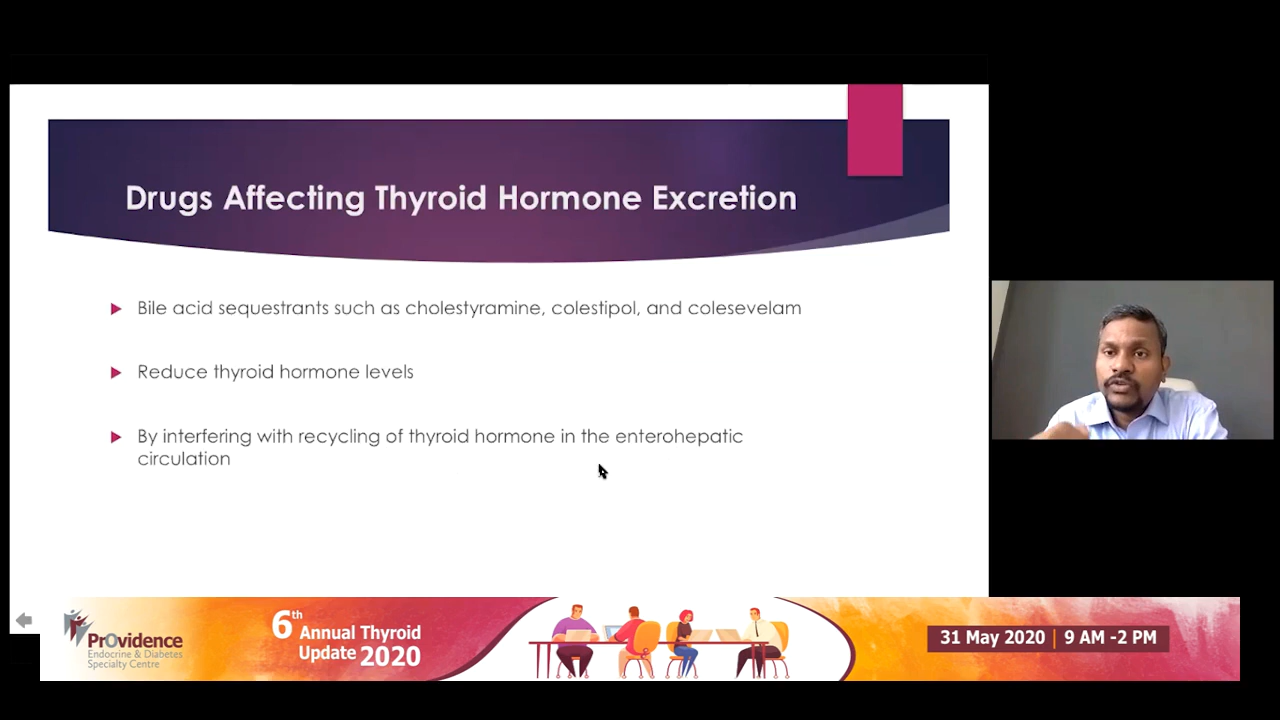 Drugs Affecting Thyroid Hormone Excretion
Bile acid sequestrants such as cholestyramine, colestipol, and colesevelam
Reduce thyroid hormone levels
By interfering with recycling of thyroid hormone in the enterohepatic
circulation
PrOvidence
Endocrine & Diabetes
Specialty Centre
6th
Annual Thyroid
Update 2020
31 May 2020 | 9 AM -2 PM